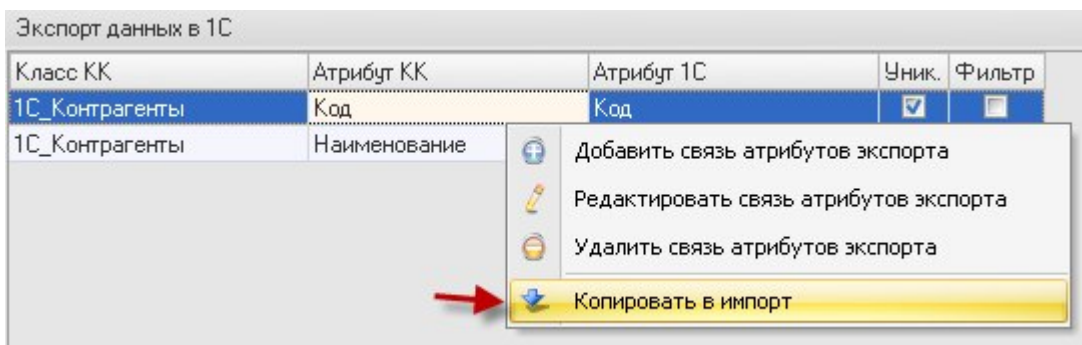 Экспорт данных в 1С
Класс КК Атрибут КК Атрибут 1С Уник. Фильтр
1С_Контрагенты Код Код
1С_Контрагенты Наименование
Добавить связь атрибутов экспорта
Редактировать связь атрибутов экспорта
Удалить связь атрибутов экспорта
Копировать в импорт